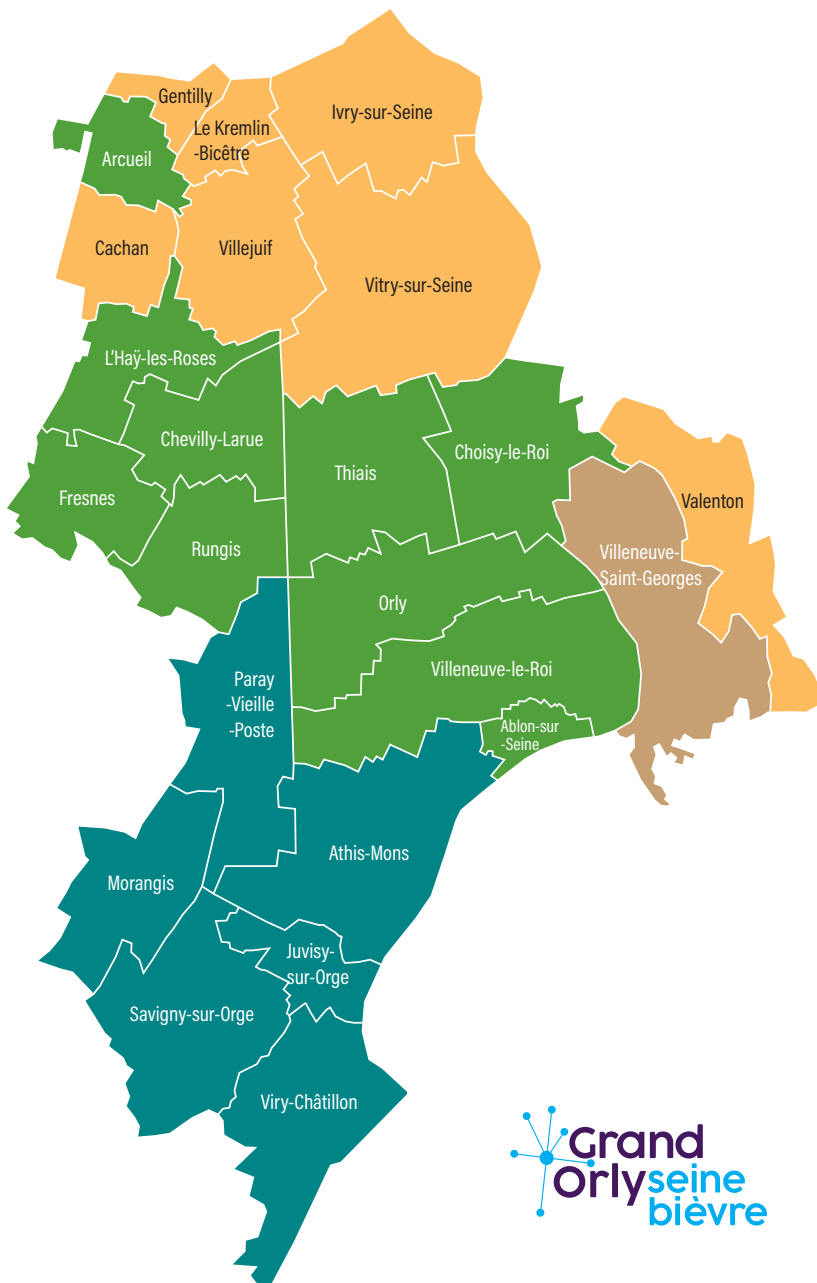 Gentilly
Ivry-sur-Seine
Le Kremlin
-Bicêtre
Arcueil
Cachan
Villejuif
Vitry-sur-Seine
L'Haÿ-les-Roses
Chevilly-Larue
Choisy-le-Roi
Thiais
Fresnes
Valenton
Rungis
Villeneuve-
Saint-Georges
Orly
Villeneuve-le-Roi
Paray
-Vieille
-Poste
Ablon-sur
-Seine
Athis-Mons
Morangis
Juvisy-
sur-Orge
Savigny-sur-Orge
Viry-Châtillon
Grand
Orly seine
bièvre